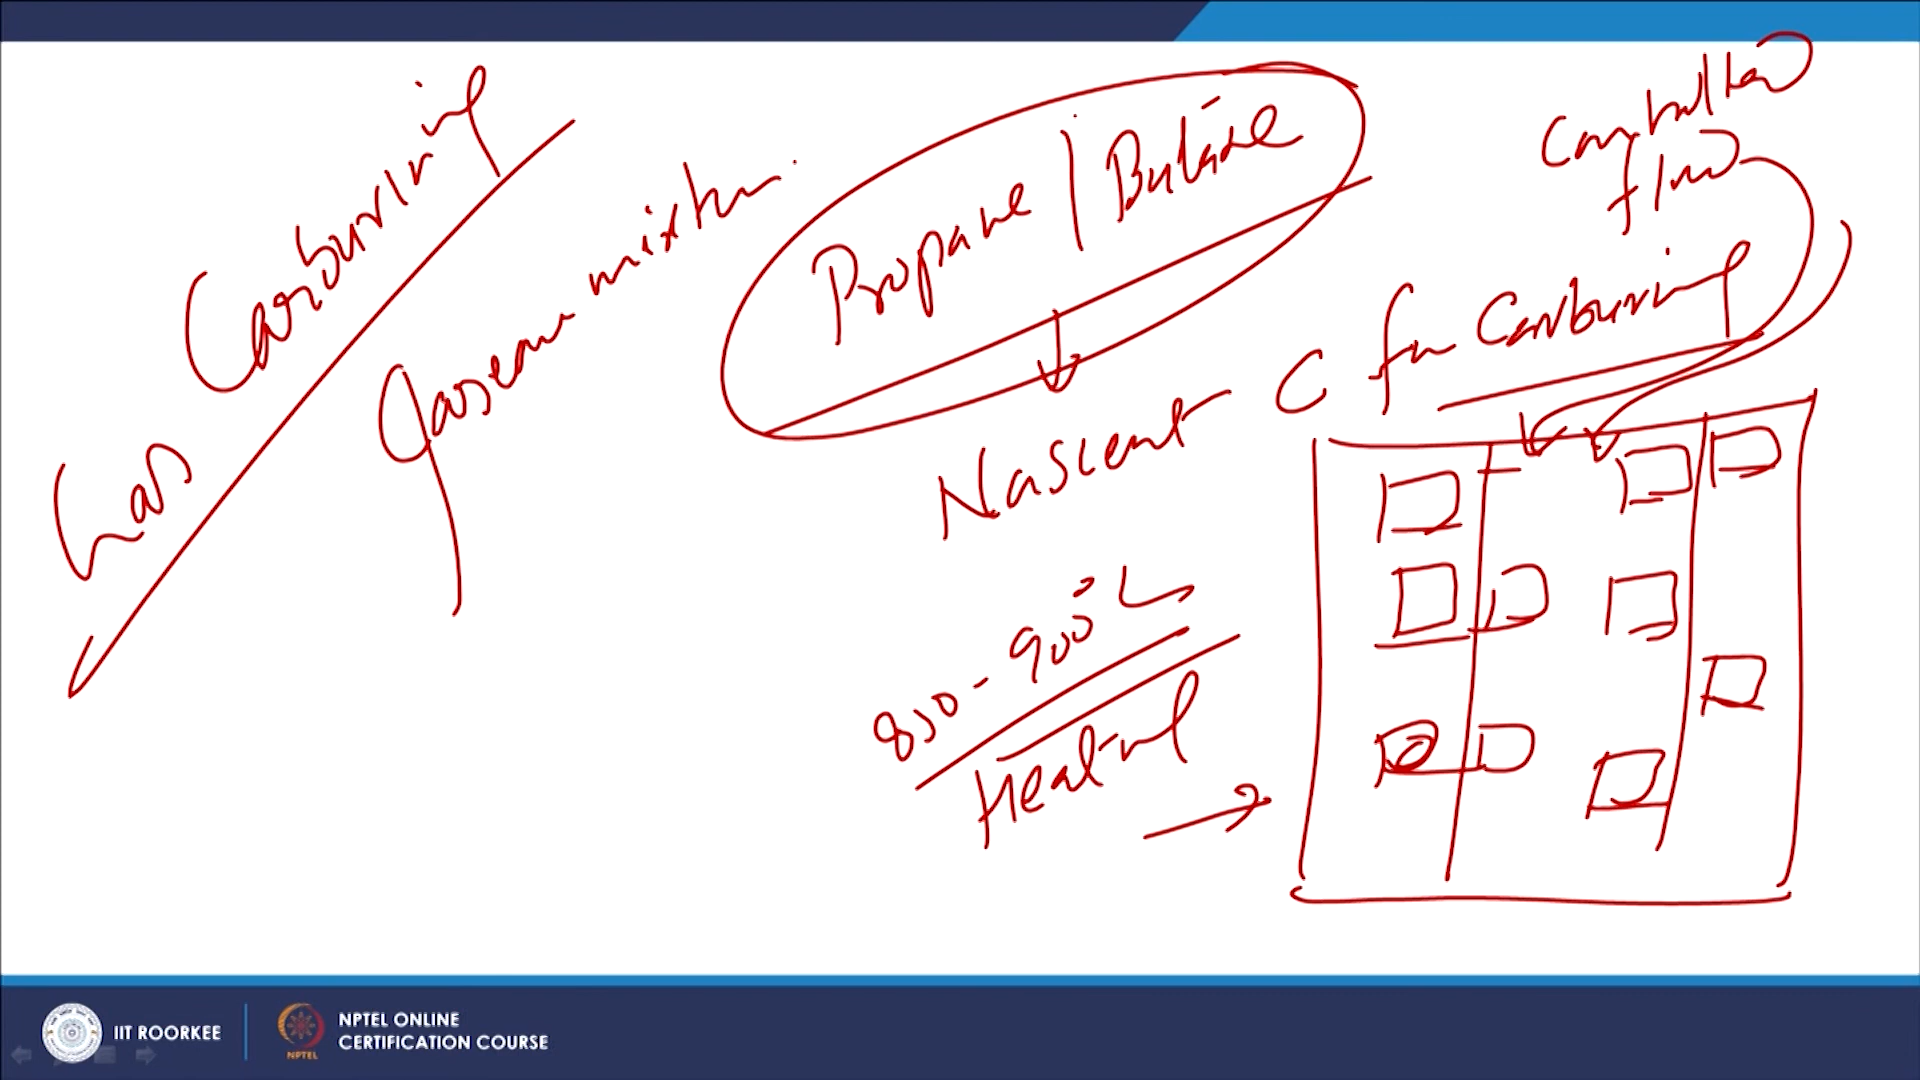 Gas Carburizing
Gaseous mixture
Propane | Butane
Controlled
flow
Nascent C for Carburizing
850-900°C
Heated
IIT ROORKEE
NPTEL ONLINE
CERTIFICATION COURSE
NPTEL